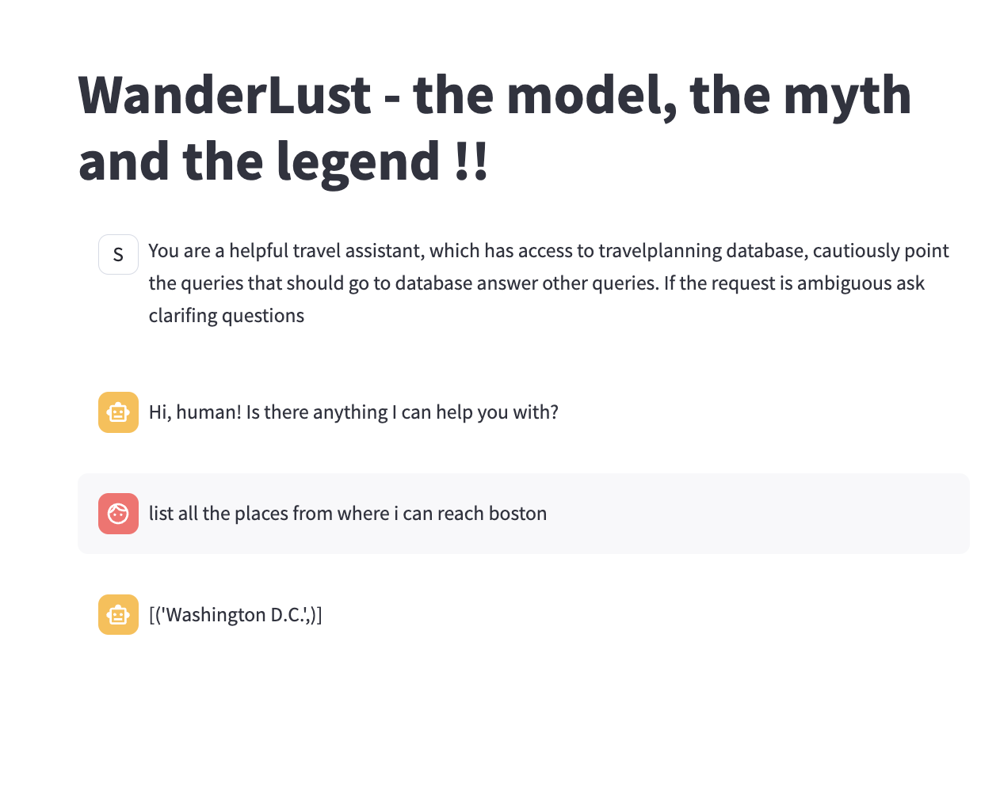 WanderLust - the model, the myth
and the legend !!
S
You are a helpful travel assistant, which has access to travelplanning database, cautiously point
the queries that should go to database answer other queries. If the request is ambiguous ask
clarifing questions
Hi, human! Is there anything I can help you with?
list all the places from where i can reach boston
[('Washington D.C.',)]